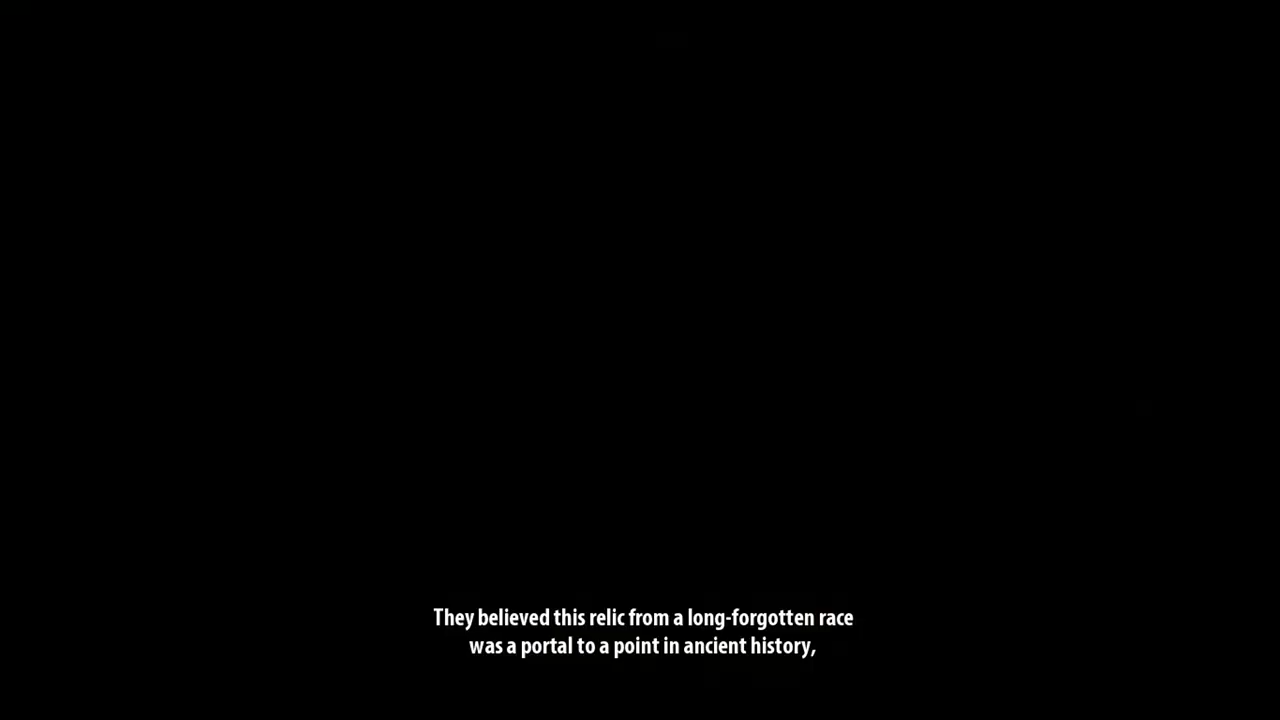 They believed this relic from a long-forgotten race
was a portal to a point in ancient history,